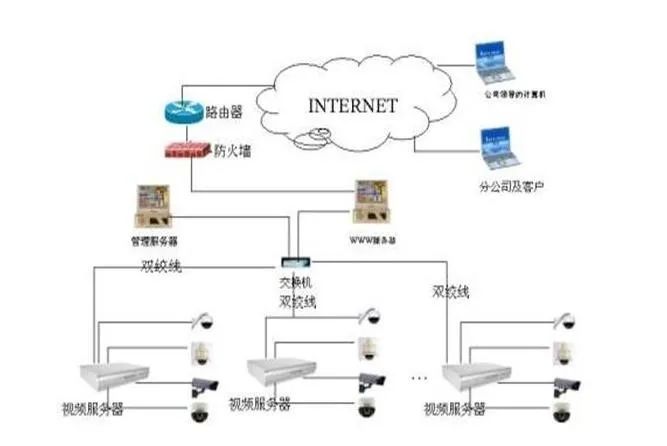 INTERNET
公司领导的计算机
路由器
防火墙
分公司及客户
管理服务器
WWW服务器
双绞线
交换机
双绞线
双绞线
...
视频服务器
视频服务器
视频服务器